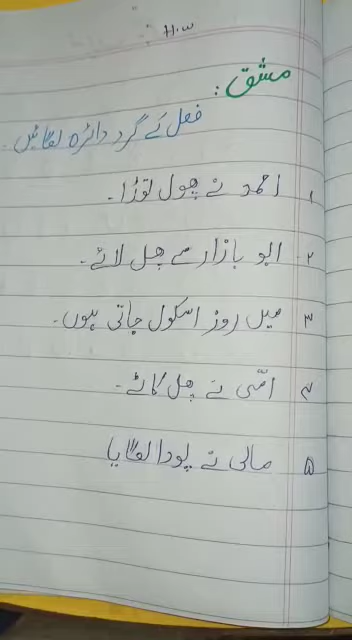 H.w
مشق:
فعل کے گرد دائرہ لگائیں۔
۱ احمد نے پھول توڑا۔
۲ ابو بازار سے پھل لائے۔
۳ میں روز اسکول جاتی ہوں۔
۴ امّی نے پھل کاٹے۔
۵ مالی نے پودا لگایا